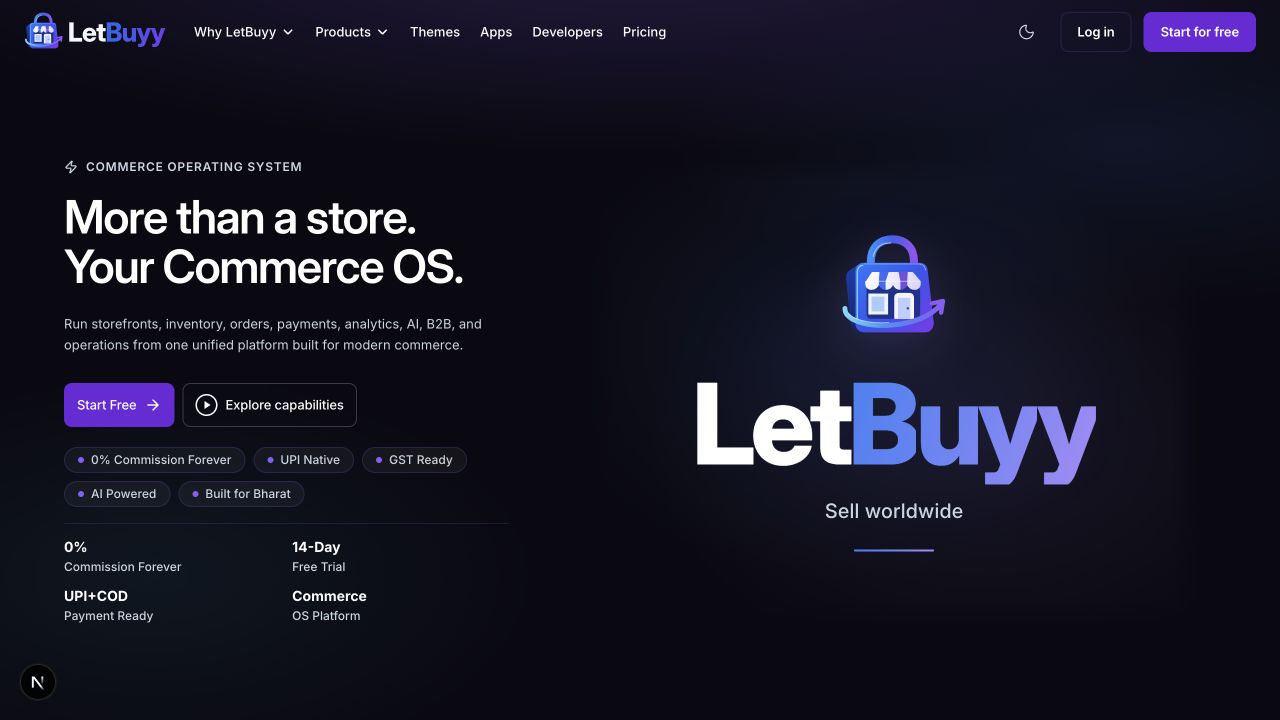 LetBuyy
Why LetBuyy
Products
Themes
Apps
Developers
Pricing
Log in
Start for free
COMMERCE OPERATING SYSTEM
More than a store.
Your Commerce OS.
Run storefronts, inventory, orders, payments, analytics, AI, B2B, and
operations from one unified platform built for modern commerce.
Start Free
Explore capabilities
0% Commission Forever
UPI Native
GST Ready
AI Powered
Built for Bharat
0%
Commission Forever
14-Day
Free Trial
UPI+COD
Payment Ready
Commerce
OS Platform
LetBuyy
Sell worldwide
N